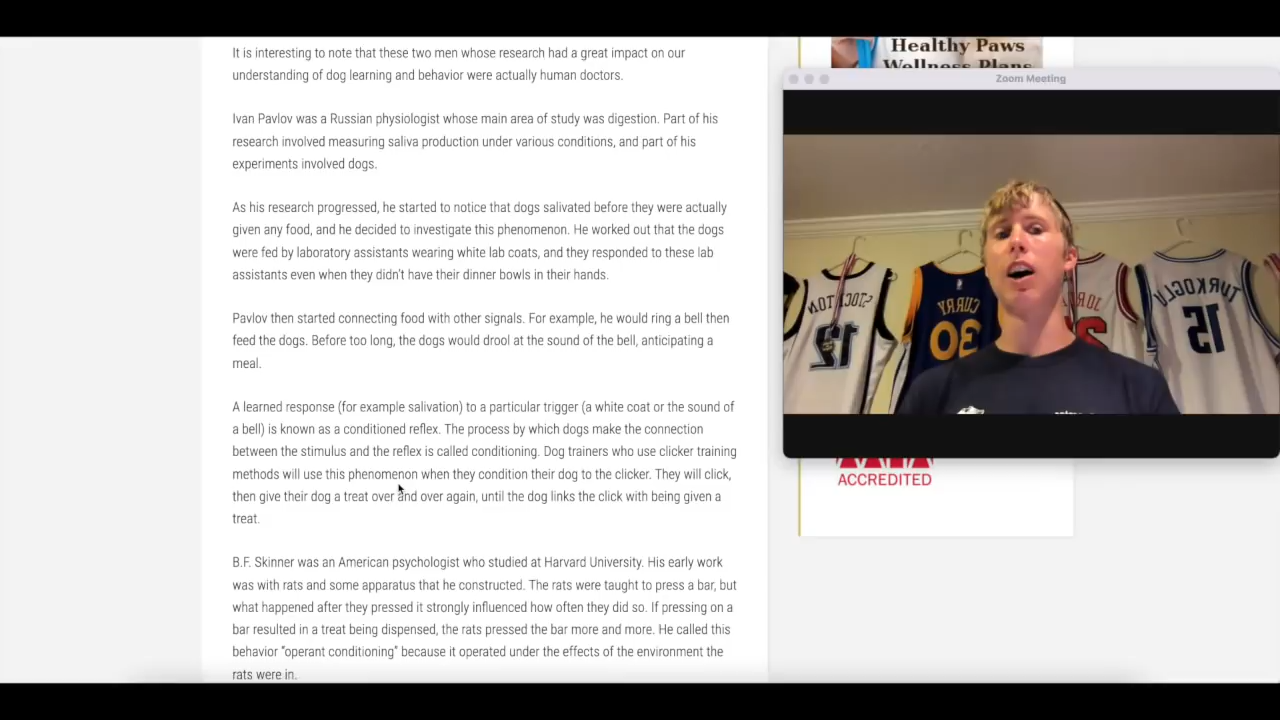 It is interesting to note that these two men whose research had a great impact on our
understanding of dog learning and behavior were actually human doctors.
Ivan Pavlov was a Russian physiologist whose main area of study was digestion. Part of his
research involved measuring saliva production under various conditions, and part of his
experiments involved dogs.
As his research progressed, he started to notice that dogs salivated before they were actually
given any food, and he decided to investigate this phenomenon. He worked out that the dogs
were fed by laboratory assistants wearing white lab coats, and they responded to these lab
assistants even when they didn't have their dinner bowls in their hands.
Pavlov then started connecting food with other signals. For example, he would ring a bell then
feed the dogs. Before too long, the dogs would drool at the sound of the bell, anticipating a
meal.
A learned response (for example salivation) to a particular trigger (a white coat or the sound of
a bell) is known as a conditioned reflex. The process by which dogs make the connection
between the stimulus and the reflex is called conditioning. Dog trainers who use clicker training
methods will use this phenomenon when they condition their dog to the clicker. They will click,
then give their dog a treat over and over again, until the dog links the click with being given a
treat.
B.F. Skinner was an American psychologist who studied at Harvard University. His early work
was with rats and some apparatus that he constructed. The rats were taught to press a bar, but
what happened after they pressed it strongly influenced how often they did so. If pressing on a
bar resulted in a treat being dispensed, the rats pressed the bar more and more. He called this
behavior “operant conditioning” because it operated under the effects of the environment the
rats were in.
Healthy Paws
Wellness Plans
Zoom Meeting
STOCKTON
12
CURRY
30
JORD
2
TURKOGLU
15
ACCREDITED